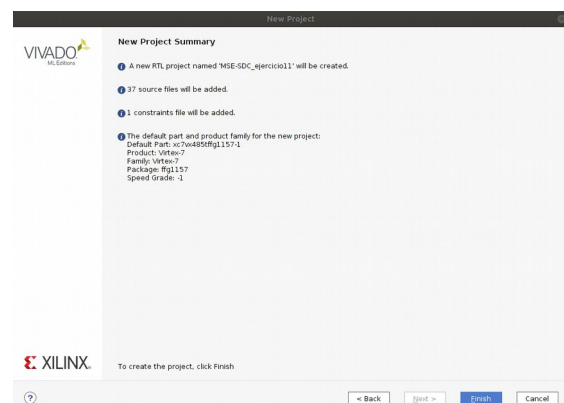 New Project
VIVADO
ML Editions
New Project Summary
A new RTL project named 'MSE-SDC_ejercicio11' will be created.
37 source files will be added.
1 constraints file will be added.
The default part and product family for the new project:
Default Part: xc7vx485tffg1157-1
Product: Virtex-7
Family: Virtex-7
Package: ffg1157
Speed Grade: -1
XILINX
To create the project, click Finish
? < Back Next > Finish Cancel